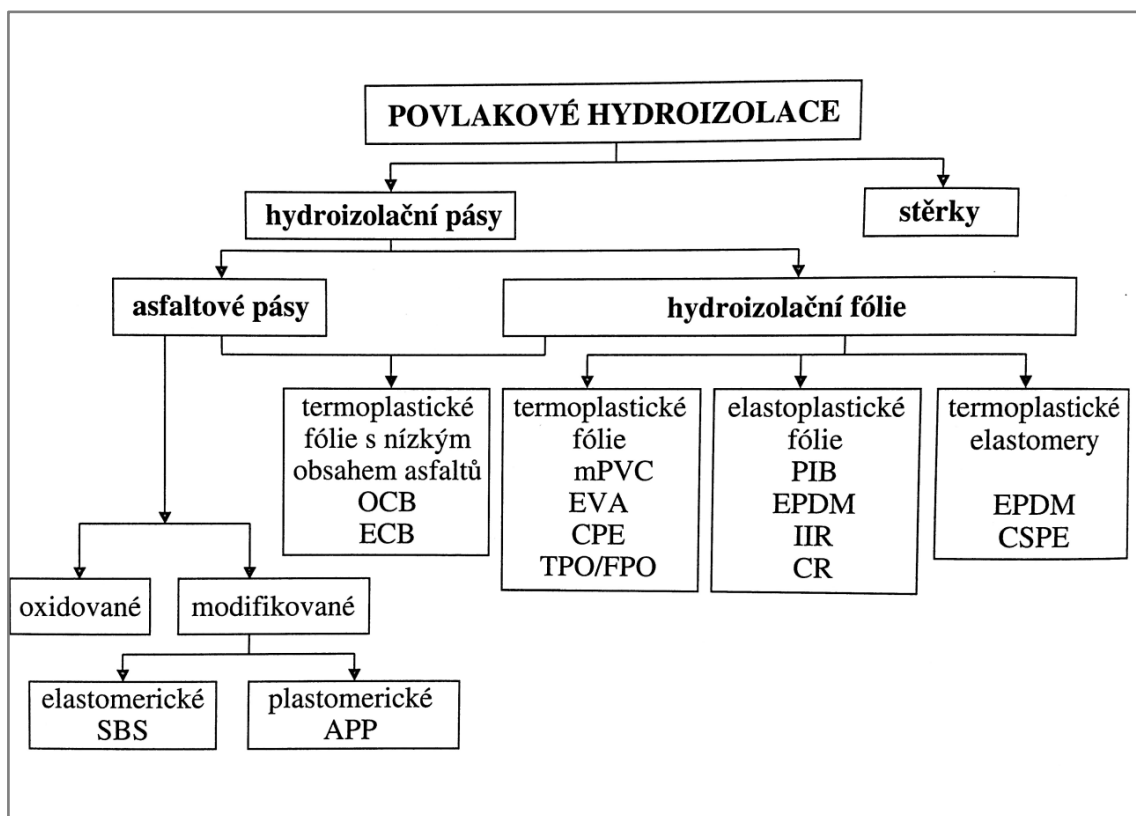 POVLAKOVÉ HYDROIZOLACE
hydroizolační pásy
stěrky
asfaltové pásy
hydroizolační fólie
termoplastické
fólie s nízkým
obsahem asfaltů
OCB
ECB
termoplastické
fólie
mPVC
EVA
CPE
TPO/FPO
elastoplastické
fólie
PIB
EPDM
IIR
CR
termoplastické
elastomery
EPDM
CSPE
oxidované
modifikované
elastomerické
SBS
plastomerické
APP